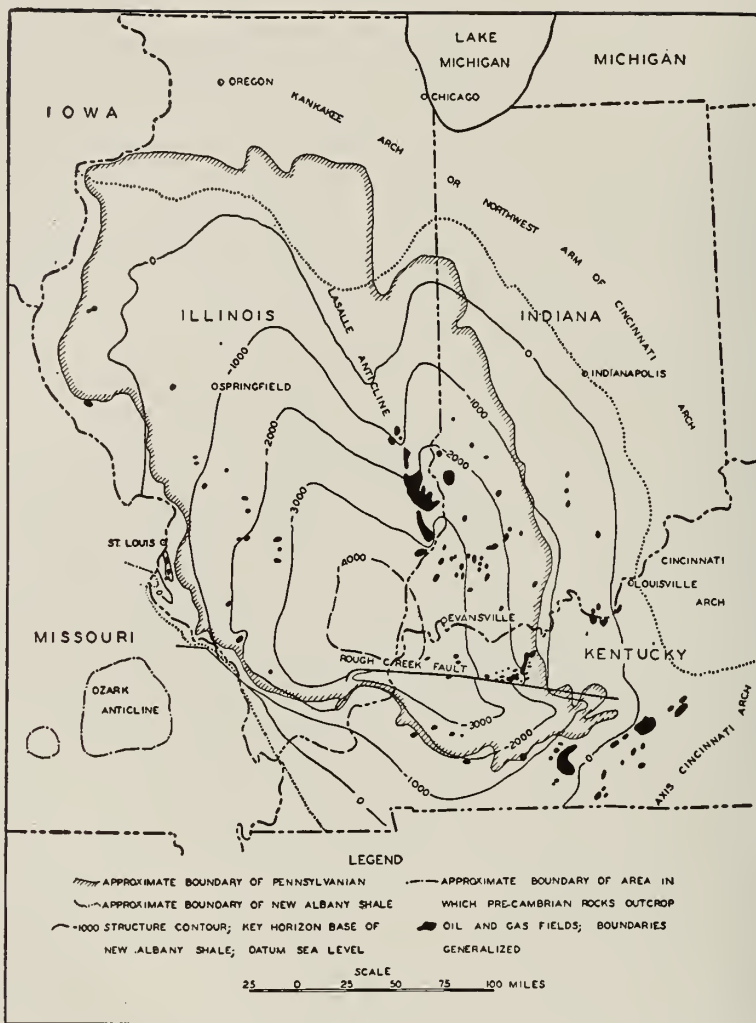 LAKE
MICHIGAN
MICHIGAN
OREGON
CHICAGO
IOWA
KANKAKEE
ARCH
OR
NORTHWEST ARM OF CINCINNATI
ARCH
0
LASALLE
ANTICLINE
ILLINOIS
INDIANA
0
-1000
SPRINGFIELD
INDIANAPOLIS
-1000
-2000
-2000
-3000
ST. LOUIS
-4000
CINCINNATI
ARCH
LOUISVILLE
EVANSVILLE
MISSOURI
KENTUCKY
ROUGH CREEK FAULT
OZARK
ANTICLINE
-3000
-2000
-1000
0
0
AXIS CINCINNATI ARCH
LEGEND
APPROXIMATE BOUNDARY OF PENNSYLVANIAN
APPROXIMATE BOUNDARY OF NEW ALBANY SHALE
-1000 STRUCTURE CONTOUR; KEY HORIZON BASE OF
NEW ALBANY SHALE; DATUM SEA LEVEL
APPROXIMATE BOUNDARY OF AREA IN
WHICH PRE-CAMBRIAN ROCKS OUTCROP
OIL AND GAS FIELDS; BOUNDARIES
GENERALIZED
SCALE
25 0 25 50 75 100 MILES